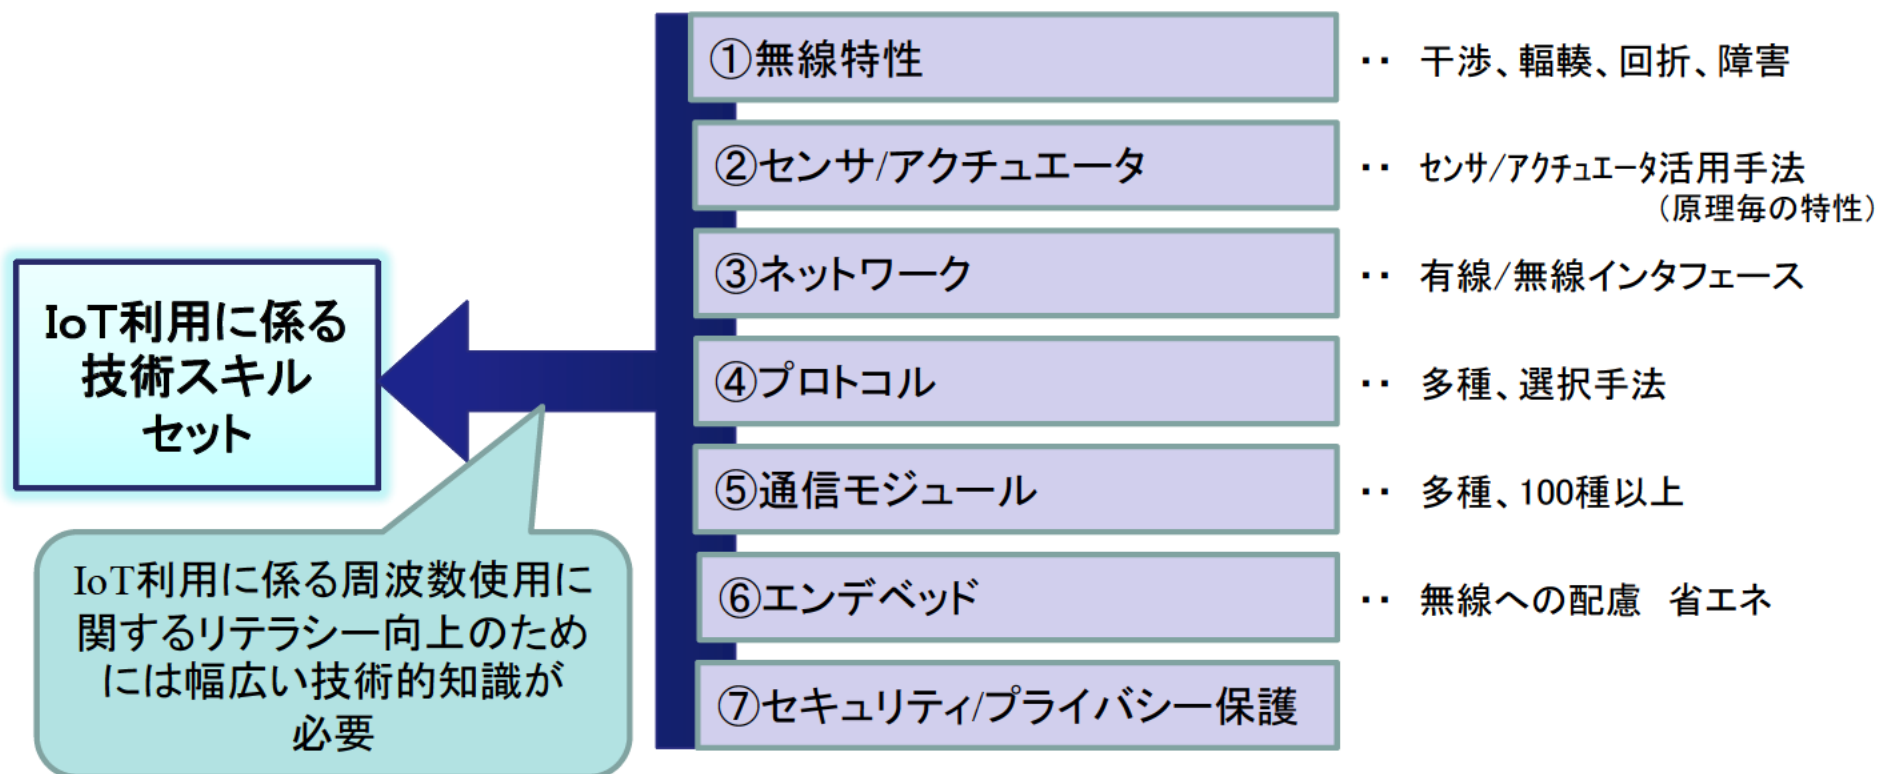 ①無線特性
‥ 干渉、輻輳、回折、障害
②センサ/アクチュエータ
‥ センサ/アクチュエータ活用手法
（原理毎の特性）
③ネットワーク
‥ 有線/無線インタフェース
④プロトコル
‥ 多種、選択手法
⑤通信モジュール
‥ 多種、100種以上
⑥エンデベッド
‥ 無線への配慮　省エネ
⑦セキュリティ/プライバシー保護
IoT利用に係る
技術スキル
セット
IoT利用に係る周波数使用に
関するリテラシー向上のため
には幅広い技術的知識が
必要